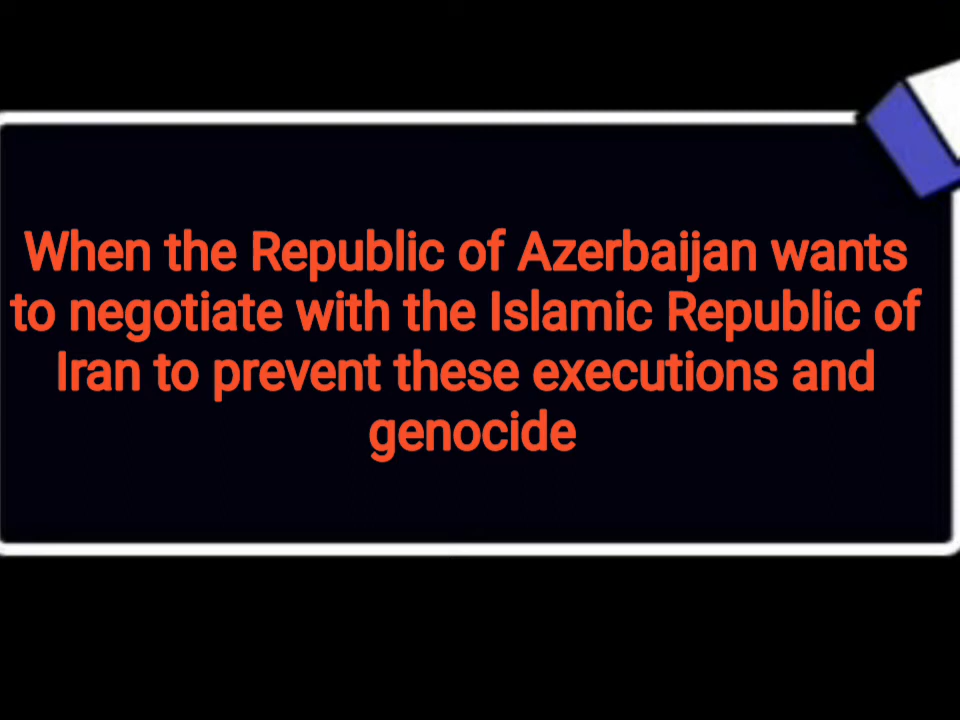 When the Republic of Azerbaijan wants
to negotiate with the Islamic Republic of
Iran to prevent these executions and
genocide